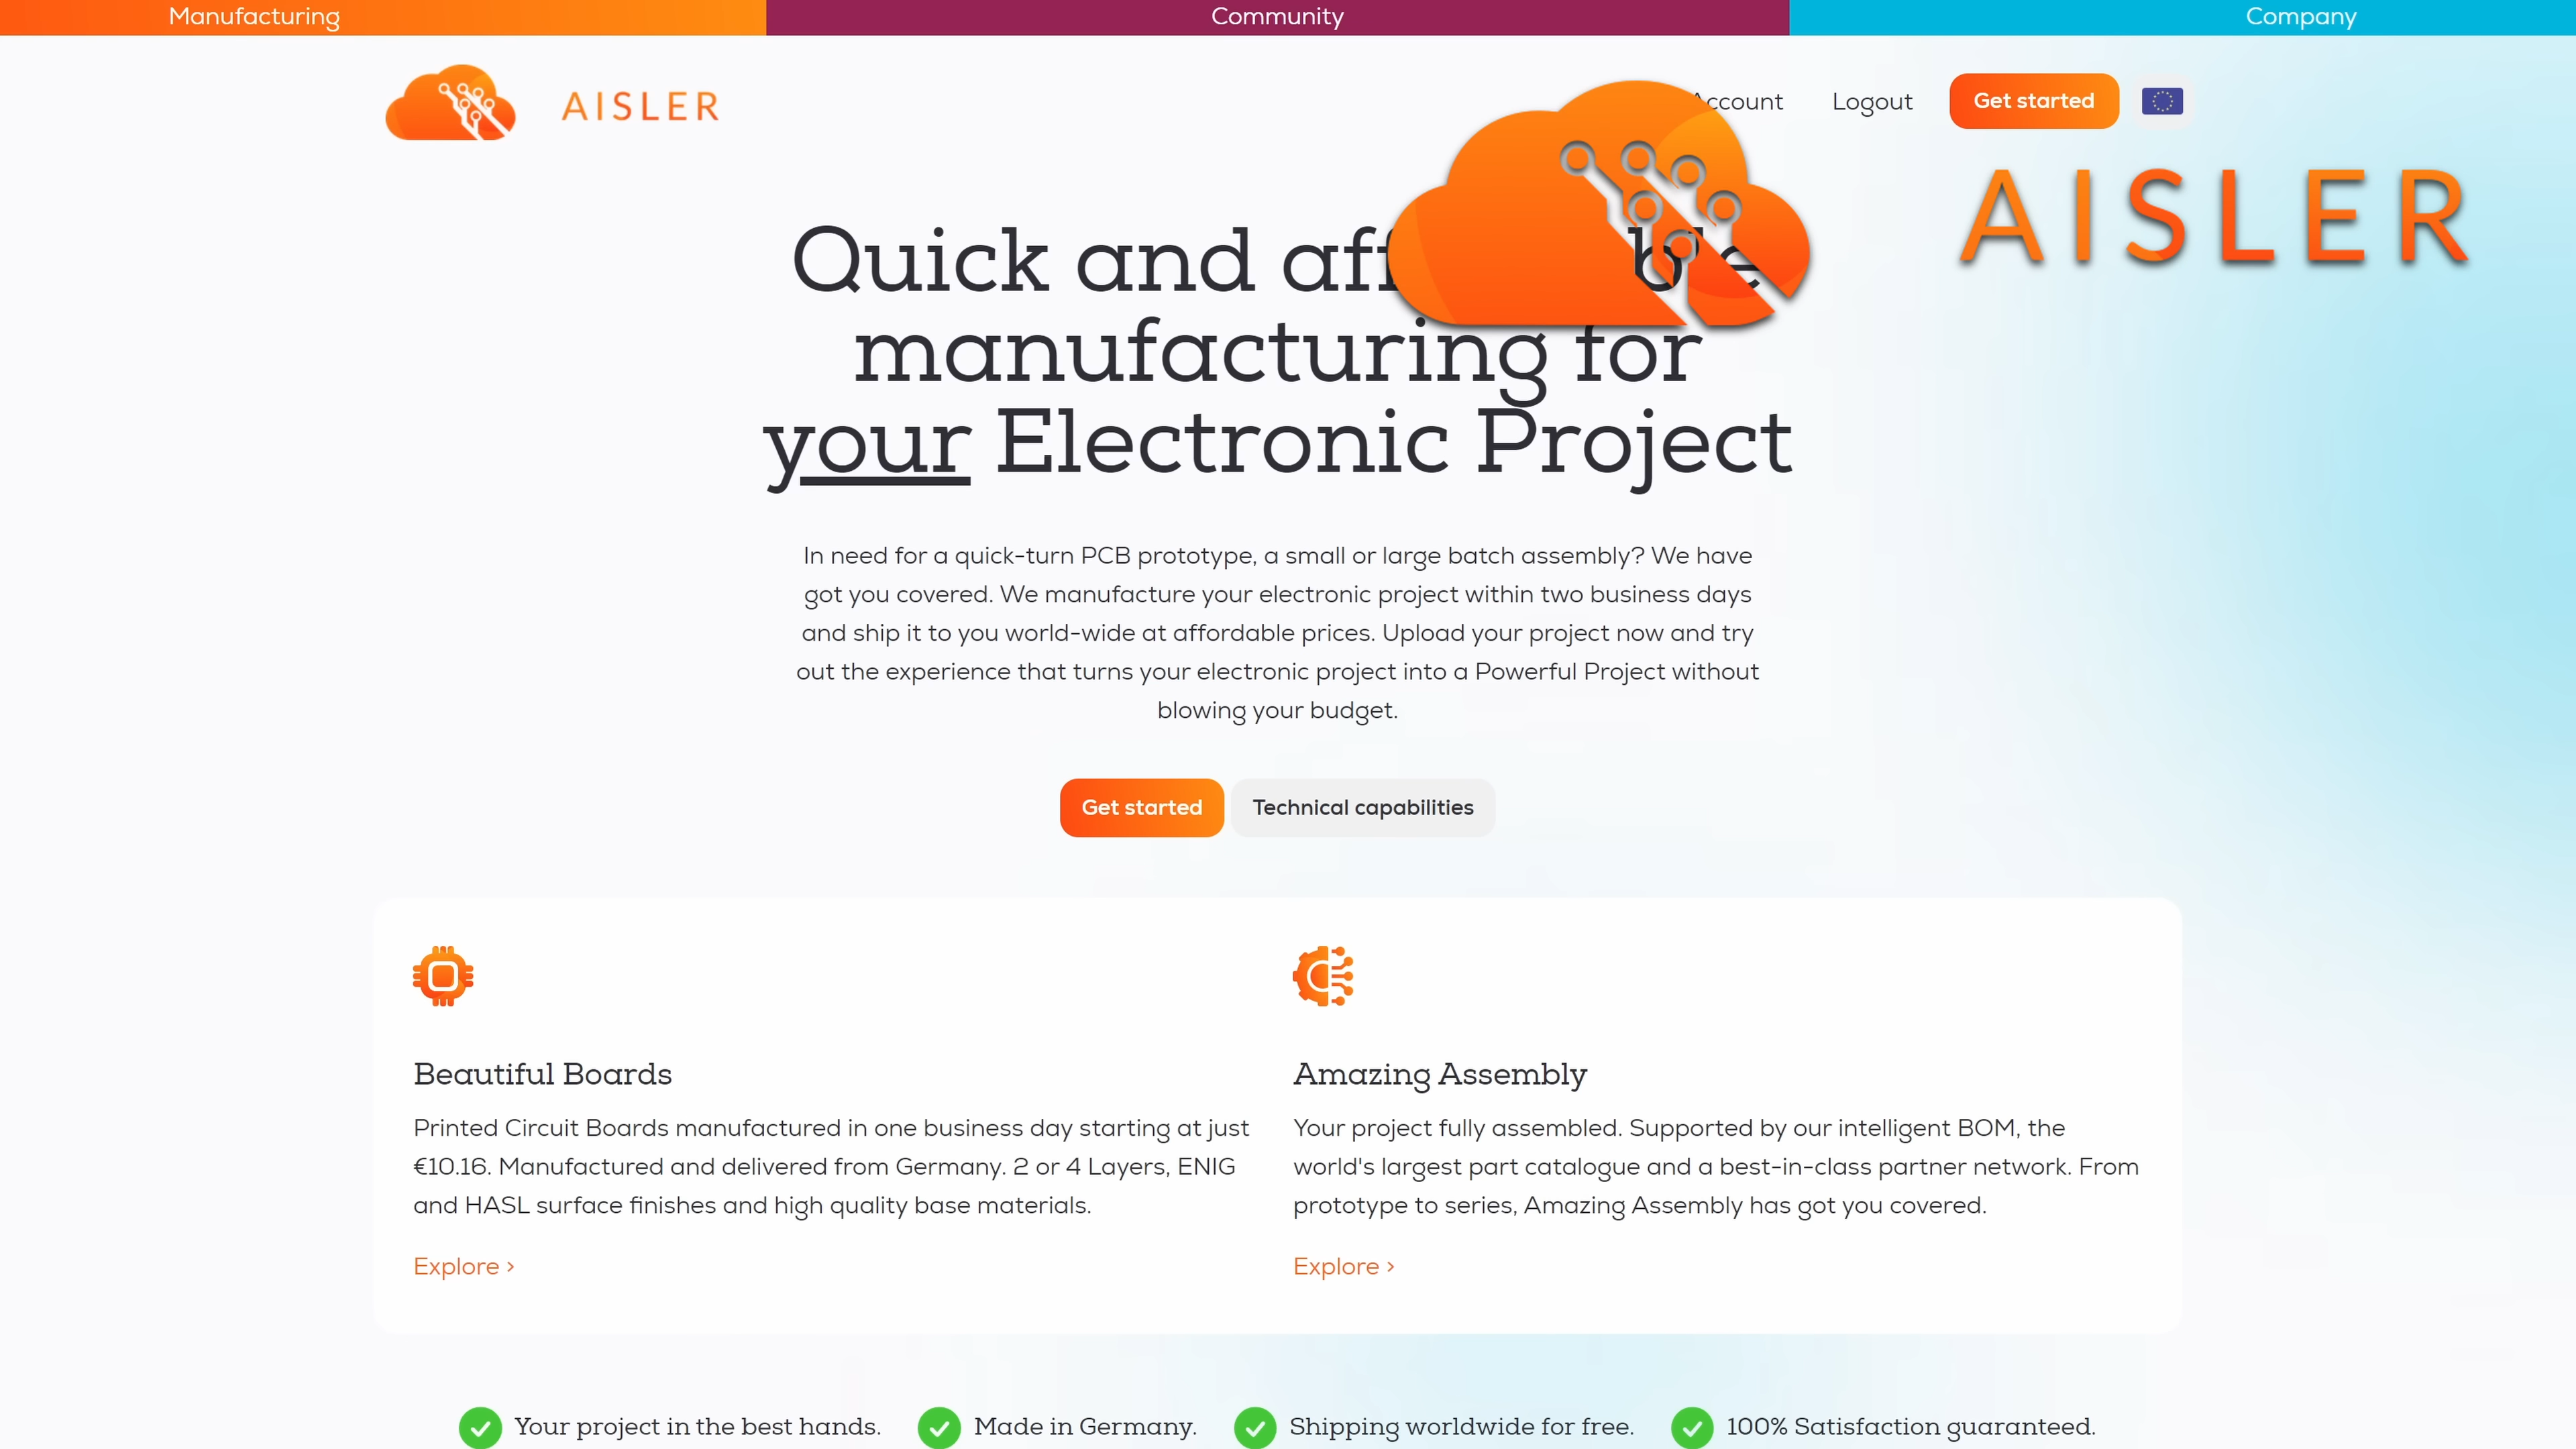 Manufacturing
Community
Company
AISLER
Account
Logout
Get started
AISLER
Quick and
manufacturing for
your Electronic Project
In need for a quick-turn PCB prototype, a small or large batch assembly? We have
got you covered. We manufacture your electronic project within two business days
and ship it to you world-wide at affordable prices. Upload your project now and try
out the experience that turns your electronic project into a Powerful Project without
blowing your budget.
Get started
Technical capabilities
Beautiful Boards
Printed Circuit Boards manufactured in one business day starting at just
€10.16. Manufactured and delivered from Germany. 2 or 4 Layers, ENIG
and HASL surface finishes and high quality base materials.
Explore >
Amazing Assembly
Your project fully assembled. Supported by our intelligent BOM, the
world's largest part catalogue and a best-in-class partner network. From
prototype to series, Amazing Assembly has got you covered.
Explore >
Your project in the best hands.
Made in Germany.
Shipping worldwide for free.
100% Satisfaction guaranteed.